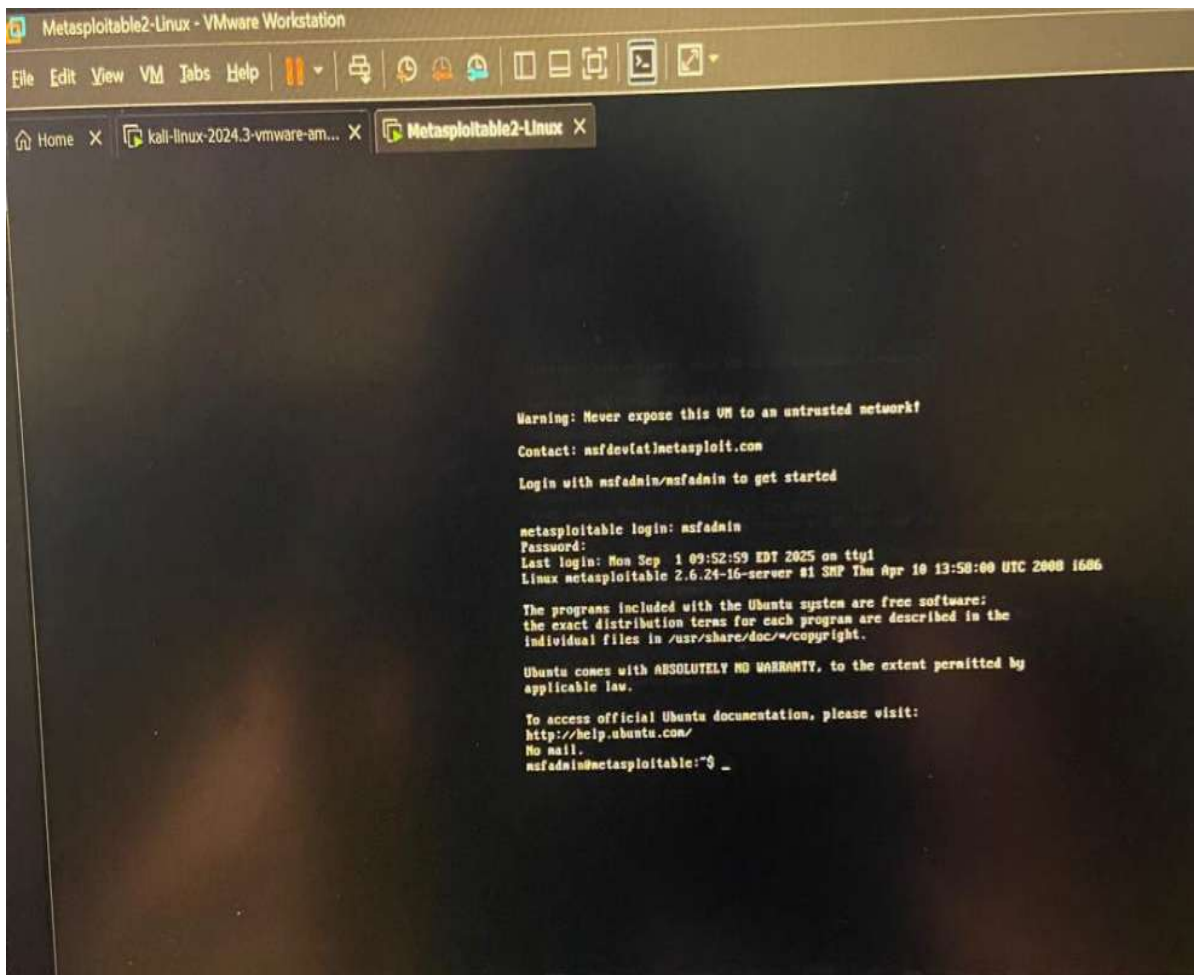 Metasploitable2-Linux - VMware Workstation
File Edit View VM Tabs Help
Home X kali-linux-2024.3-vmware-am... X Metasploitable2-Linux X
Warning: Never expose this VM to an untrusted network!
Contact: msfdev[at]metasploit.com
Login with msfadmin/msfadmin to get started
metasploitable login: msfadmin
Password:
Last login: Mon Sep 1 09:52:59 EDT 2025 on tty1
Linux metasploitable 2.6.24-16-server #1 SMP Thu Apr 10 13:58:00 UTC 2008 i686
The programs included with the Ubuntu system are free software;
the exact distribution terms for each program are described in the
individual files in /usr/share/doc/*/copyright.
Ubuntu comes with ABSOLUTELY NO WARRANTY, to the extent permitted by
applicable law.
To access official Ubuntu documentation, please visit:
http://help.ubuntu.com/
No mail.
msfadmin@metasploitable:~$ _